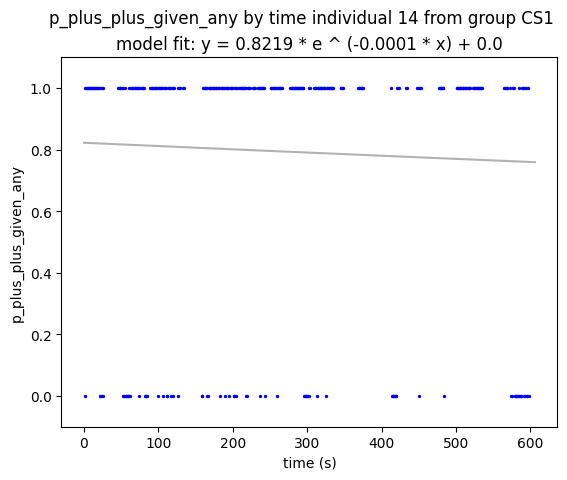 p_plus_plus_given_any by time individual 14 from group CS1
model fit: y = 0.8219 * e ^ (-0.0001 * x) + 0.0
1.0
0.8
0.6
0.4
0.2
0.0
p_plus_plus_given_any
0 100 200 300 400 500 600
time (s)